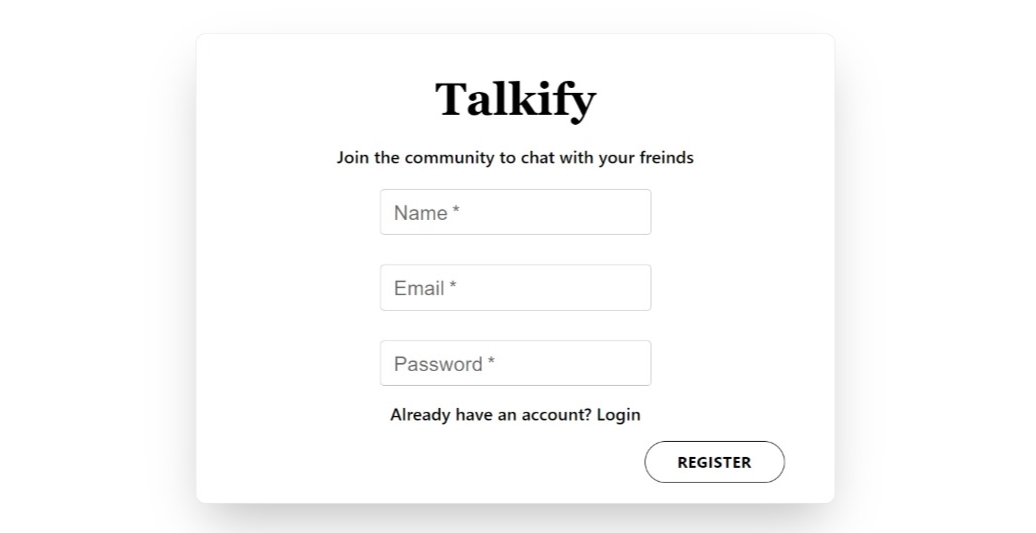 Talkify
Join the community to chat with your freinds
Name *
Email *
Password *
Already have an account? Login
REGISTER